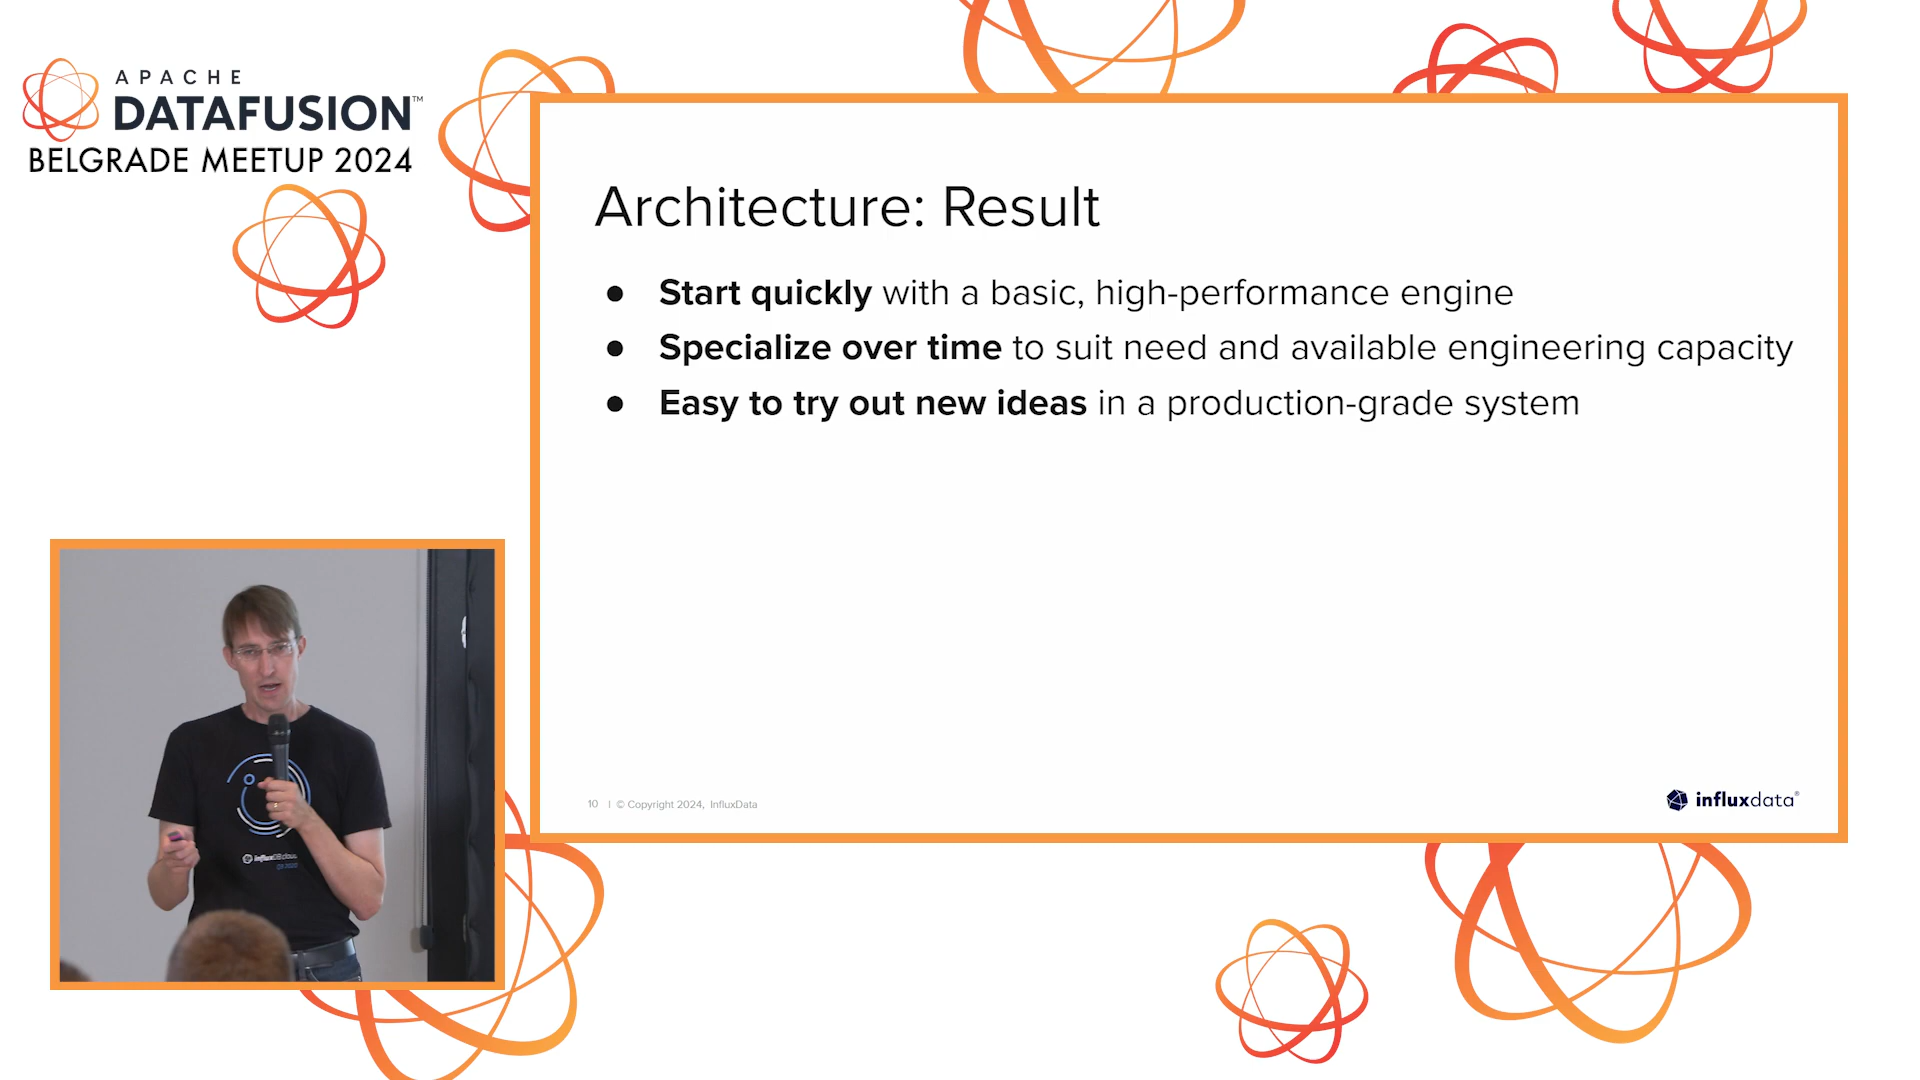 APACHE
DATAFUSION™
BELGRADE MEETUP 2024
Architecture: Result
● Start quickly with a basic, high-performance engine
● Specialize over time to suit need and available engineering capacity
● Easy to try out new ideas in a production-grade system
10 | © Copyright 2024, InfluxData
influxdata®
influxDB cloud